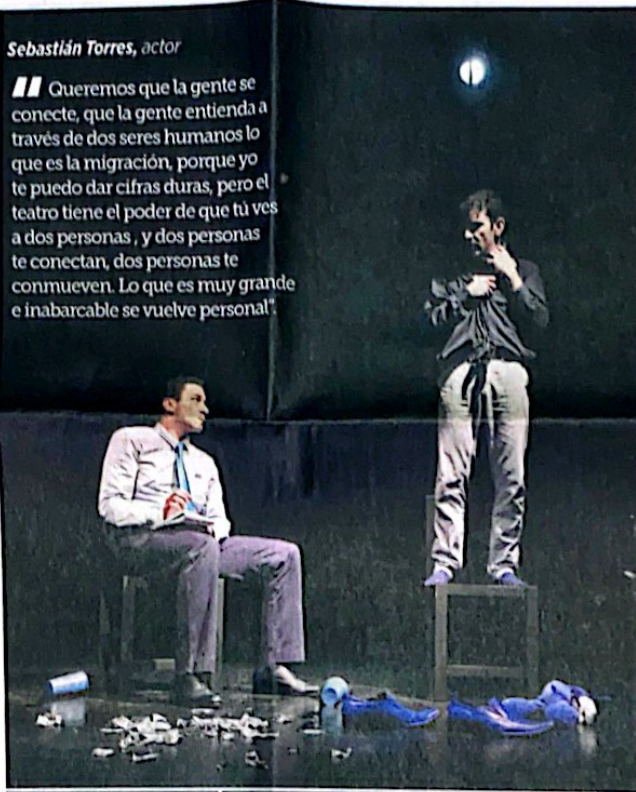 Sebastián Torres, actor
" Queremos que la gente se
conecte, que la gente entienda a
través de dos seres humanos lo
que es la migración, porque yo
te puedo dar cifras duras, pero el
teatro tiene el poder de que tú ves
a dos personas , y dos personas
te conectan, dos personas te
conmueven. Lo que es muy grande
e inabarcable se vuelve personal".